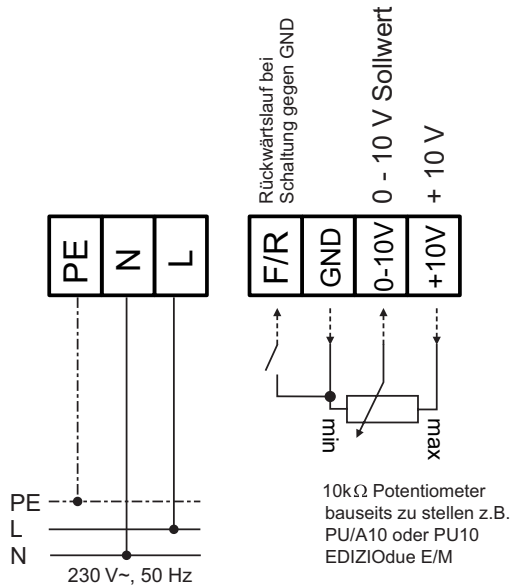 Rückwärtslauf bei
Schaltung gegen GND
0 - 10 V Sollwert
+ 10 V
PE
N
L
F/R
GND
0-10V
+10V
min
max
PE
L
N
230 V~, 50 Hz
10kΩ Potentiometer
bauseits zu stellen z.B.
PU/A10 oder PU10
EDIZIOdue E/M